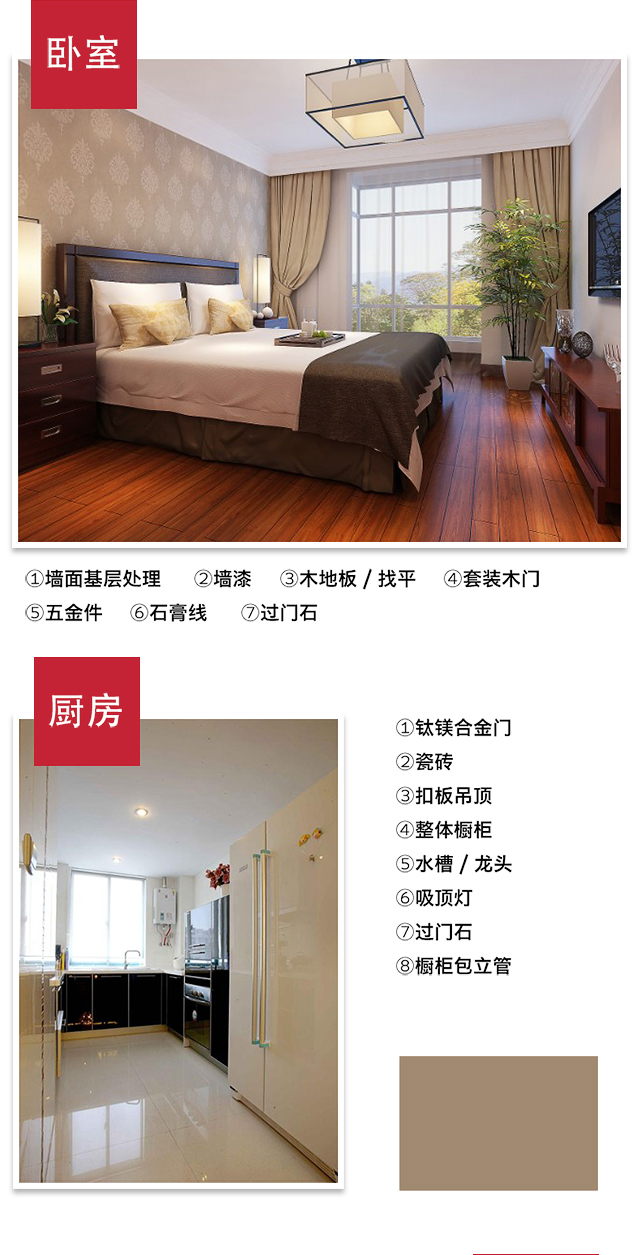 卧室
①墙面基层处理 ②墙漆 ③木地板 / 找平 ④套装木门
⑤五金件 ⑥石膏线 ⑦过门石
厨房
①钛镁合金门
②瓷砖
③扣板吊顶
④整体橱柜
⑤水槽 / 龙头
⑥吸顶灯
⑦过门石
⑧橱柜包立管